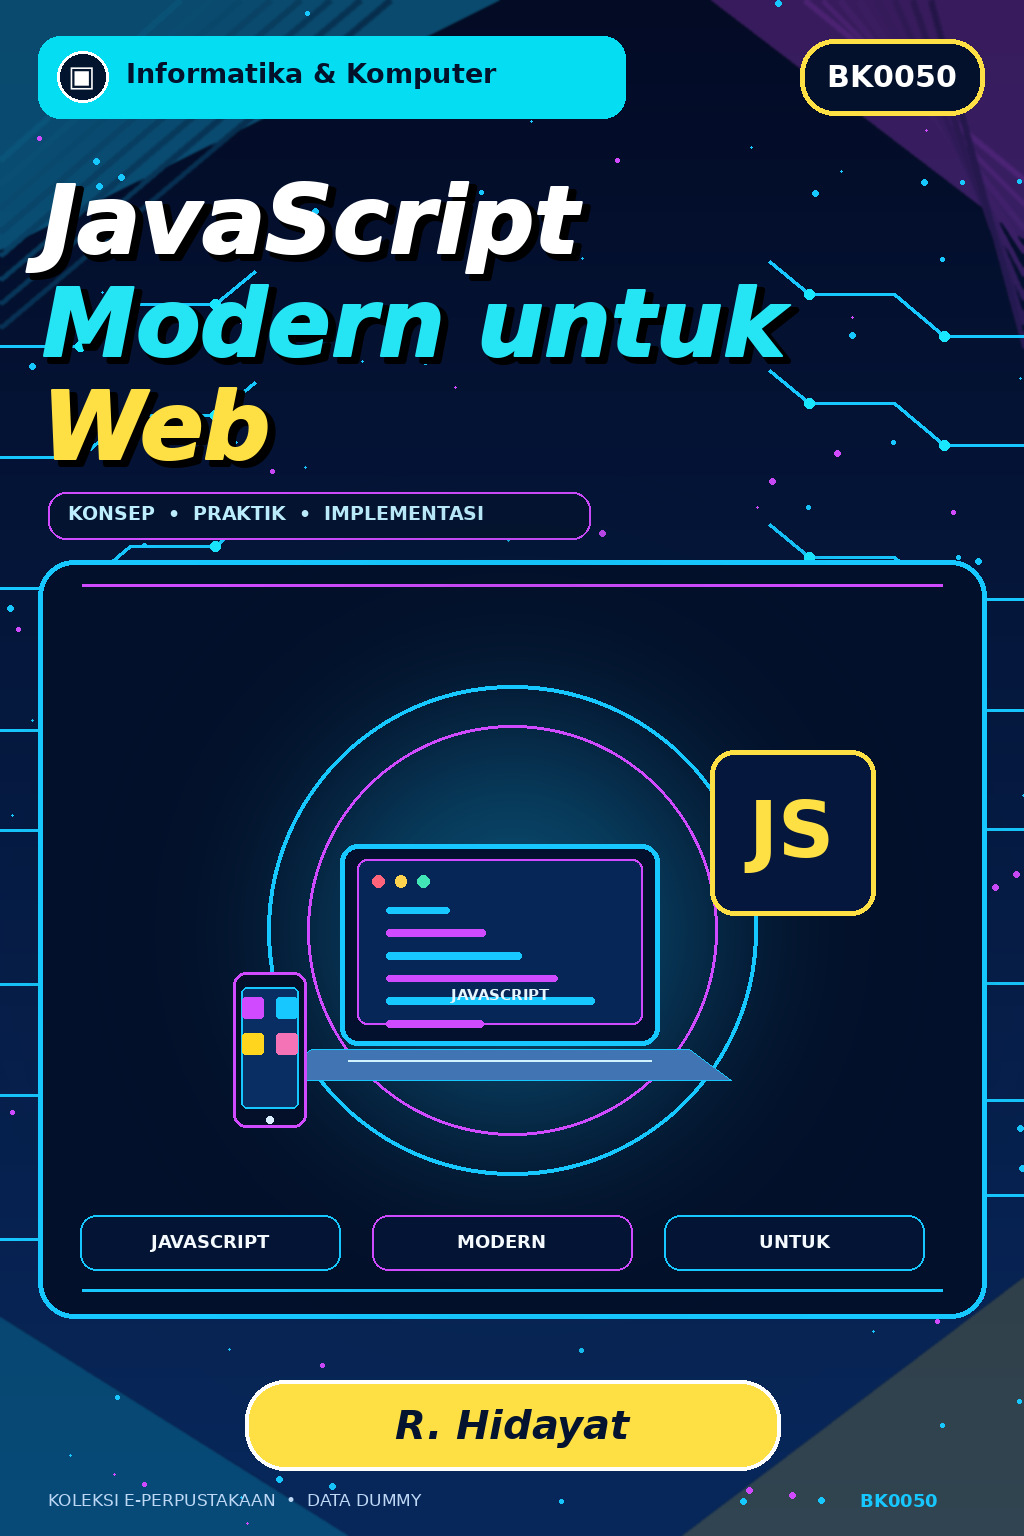 Informatika & Komputer
BK0050
JavaScript
Modern untuk
Web
KONSEP • PRAKTIK • IMPLEMENTASI
JS
JAVASCRIPT
JAVASCRIPT
MODERN
UNTUK
R. Hidayat
KOLEKSI E-PERPUSTAKAAN • DATA DUMMY
BK0050